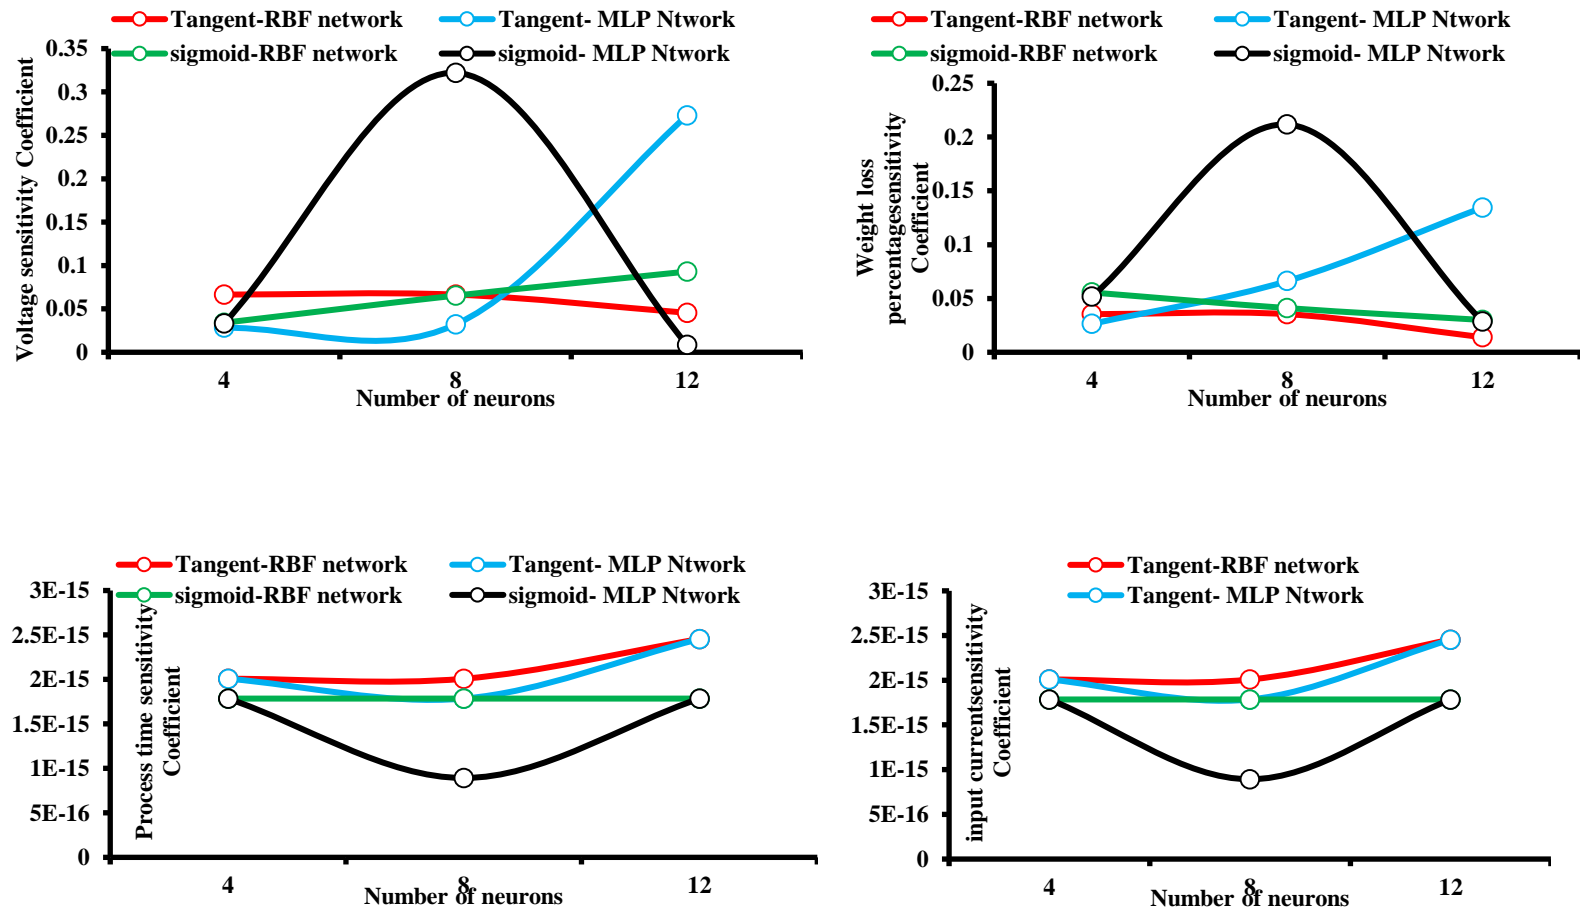 Tangent-RBF network
Tangent- MLP Ntwork
sigmoid-RBF network
sigmoid- MLP Ntwork
Voltage sensitivity Coefficient
0.35
0.3
0.25
0.2
0.15
0.1
0.05
0
4
8
12
Number of neurons
Tangent-RBF network
Tangent- MLP Ntwork
sigmoid-RBF network
sigmoid- MLP Ntwork
Weight loss
percentagesensitivity
Coefficient
0.25
0.2
0.15
0.1
0.05
0
4
8
12
Number of neurons
Tangent-RBF network
Tangent- MLP Ntwork
sigmoid-RBF network
sigmoid- MLP Ntwork
Process time sensitivity
Coefficient
3E-15
2.5E-15
2E-15
1.5E-15
1E-15
5E-16
0
4
8
12
Number of neurons
Tangent-RBF network
Tangent- MLP Ntwork
input currentsensitivity
Coefficient
3E-15
2.5E-15
2E-15
1.5E-15
1E-15
5E-16
0
4
8
12
Number of neurons